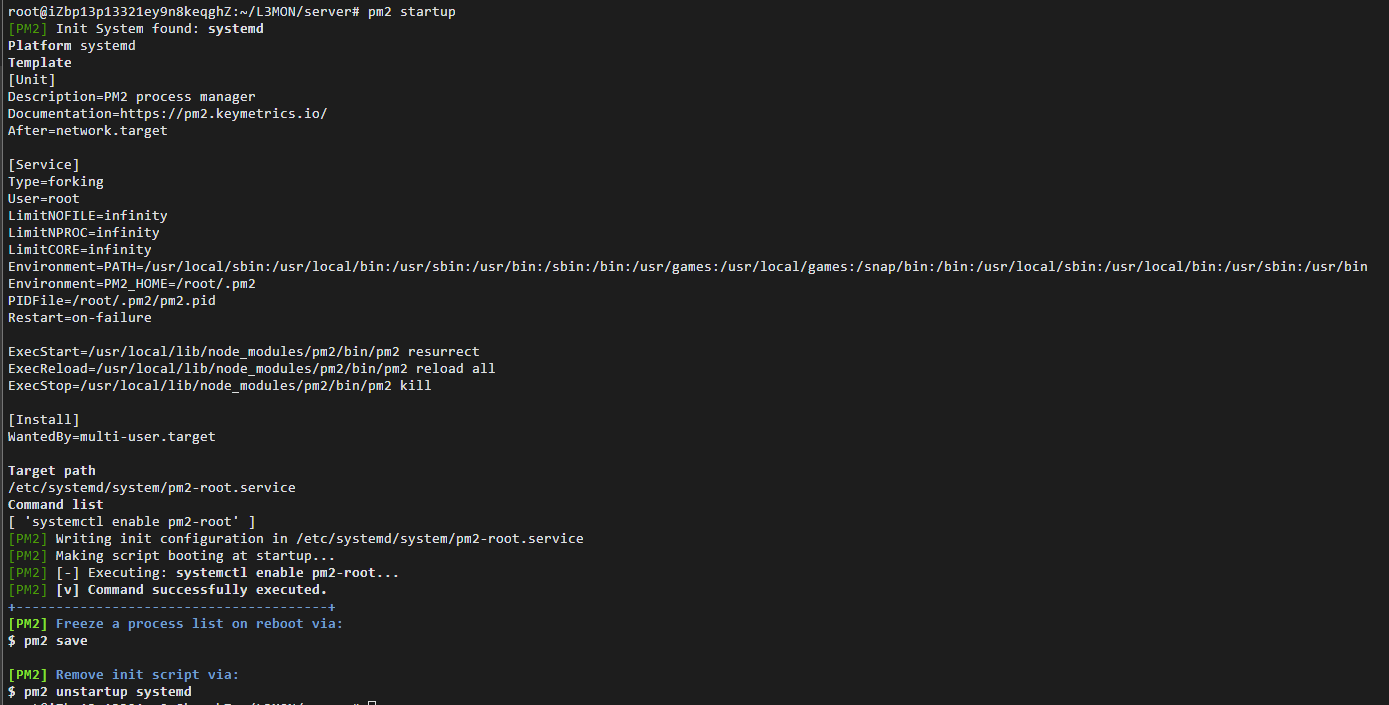 root@iZbp13p13321ey9n8keqghZ:~/L3MON/server# pm2 startup
[PM2] Init System found: systemd
Platform systemd
Template
[Unit]
Description=PM2 process manager
Documentation=https://pm2.keymetrics.io/
After=network.target
[Service]
Type=forking
User=root
LimitNOFILE=infinity
LimitNPROC=infinity
LimitCORE=infinity
Environment=PATH=/usr/local/sbin:/usr/local/bin:/usr/sbin:/usr/bin:/sbin:/bin:/usr/games:/usr/local/games:/snap/bin:/bin:/usr/local/sbin:/usr/local/bin:/usr/sbin:/usr/bin
Environment=PM2_HOME=/root/.pm2
PIDFile=/root/.pm2/pm2.pid
Restart=on-failure
ExecStart=/usr/local/lib/node_modules/pm2/bin/pm2 resurrect
ExecReload=/usr/local/lib/node_modules/pm2/bin/pm2 reload all
ExecStop=/usr/local/lib/node_modules/pm2/bin/pm2 kill
[Install]
WantedBy=multi-user.target
Target path
/etc/systemd/system/pm2-root.service
Command list
[ 'systemctl enable pm2-root' ]
[PM2] Writing init configuration in /etc/systemd/system/pm2-root.service
[PM2] Making script booting at startup...
[PM2] [-] Executing: systemctl enable pm2-root...
[PM2] [v] Command successfully executed.
+---------------------------------------+
[PM2] Freeze a process list on reboot via:
$ pm2 save
[PM2] Remove init script via:
$ pm2 unstartup systemd